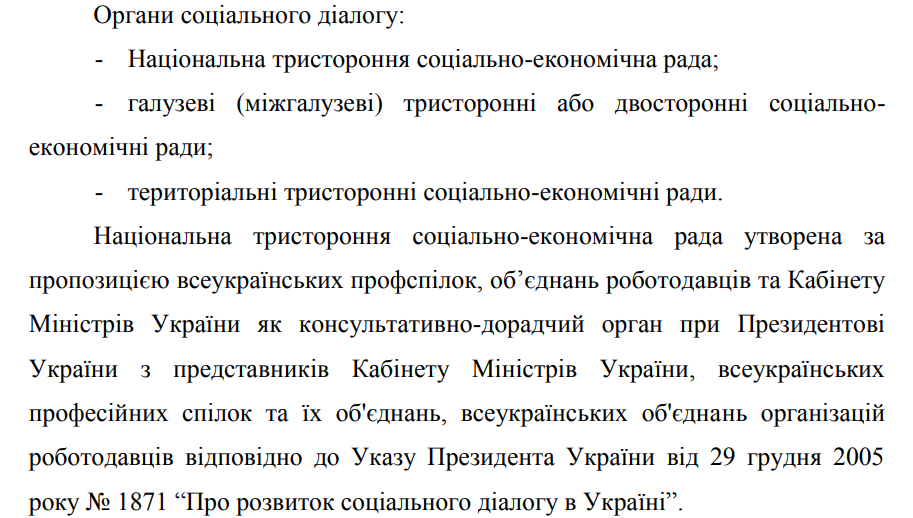 Органи соціального діалогу:
- Національна тристороння соціально-економічна рада;
- галузеві (міжгалузеві) тристоронні або двосторонні соціально-
економічні ради;
- територіальні тристоронні соціально-економічні ради.
Національна тристороння соціально-економічна рада утворена за
пропозицією всеукраїнських профспілок, об’єднань роботодавців та Кабінету
Міністрів України як консультативно-дорадчий орган при Президентові
України з представників Кабінету Міністрів України, всеукраїнських
професійних спілок та їх об'єднань, всеукраїнських об'єднань організацій
роботодавців відповідно до Указу Президента України від 29 грудня 2005
року № 1871 “Про розвиток соціального діалогу в Україні”.